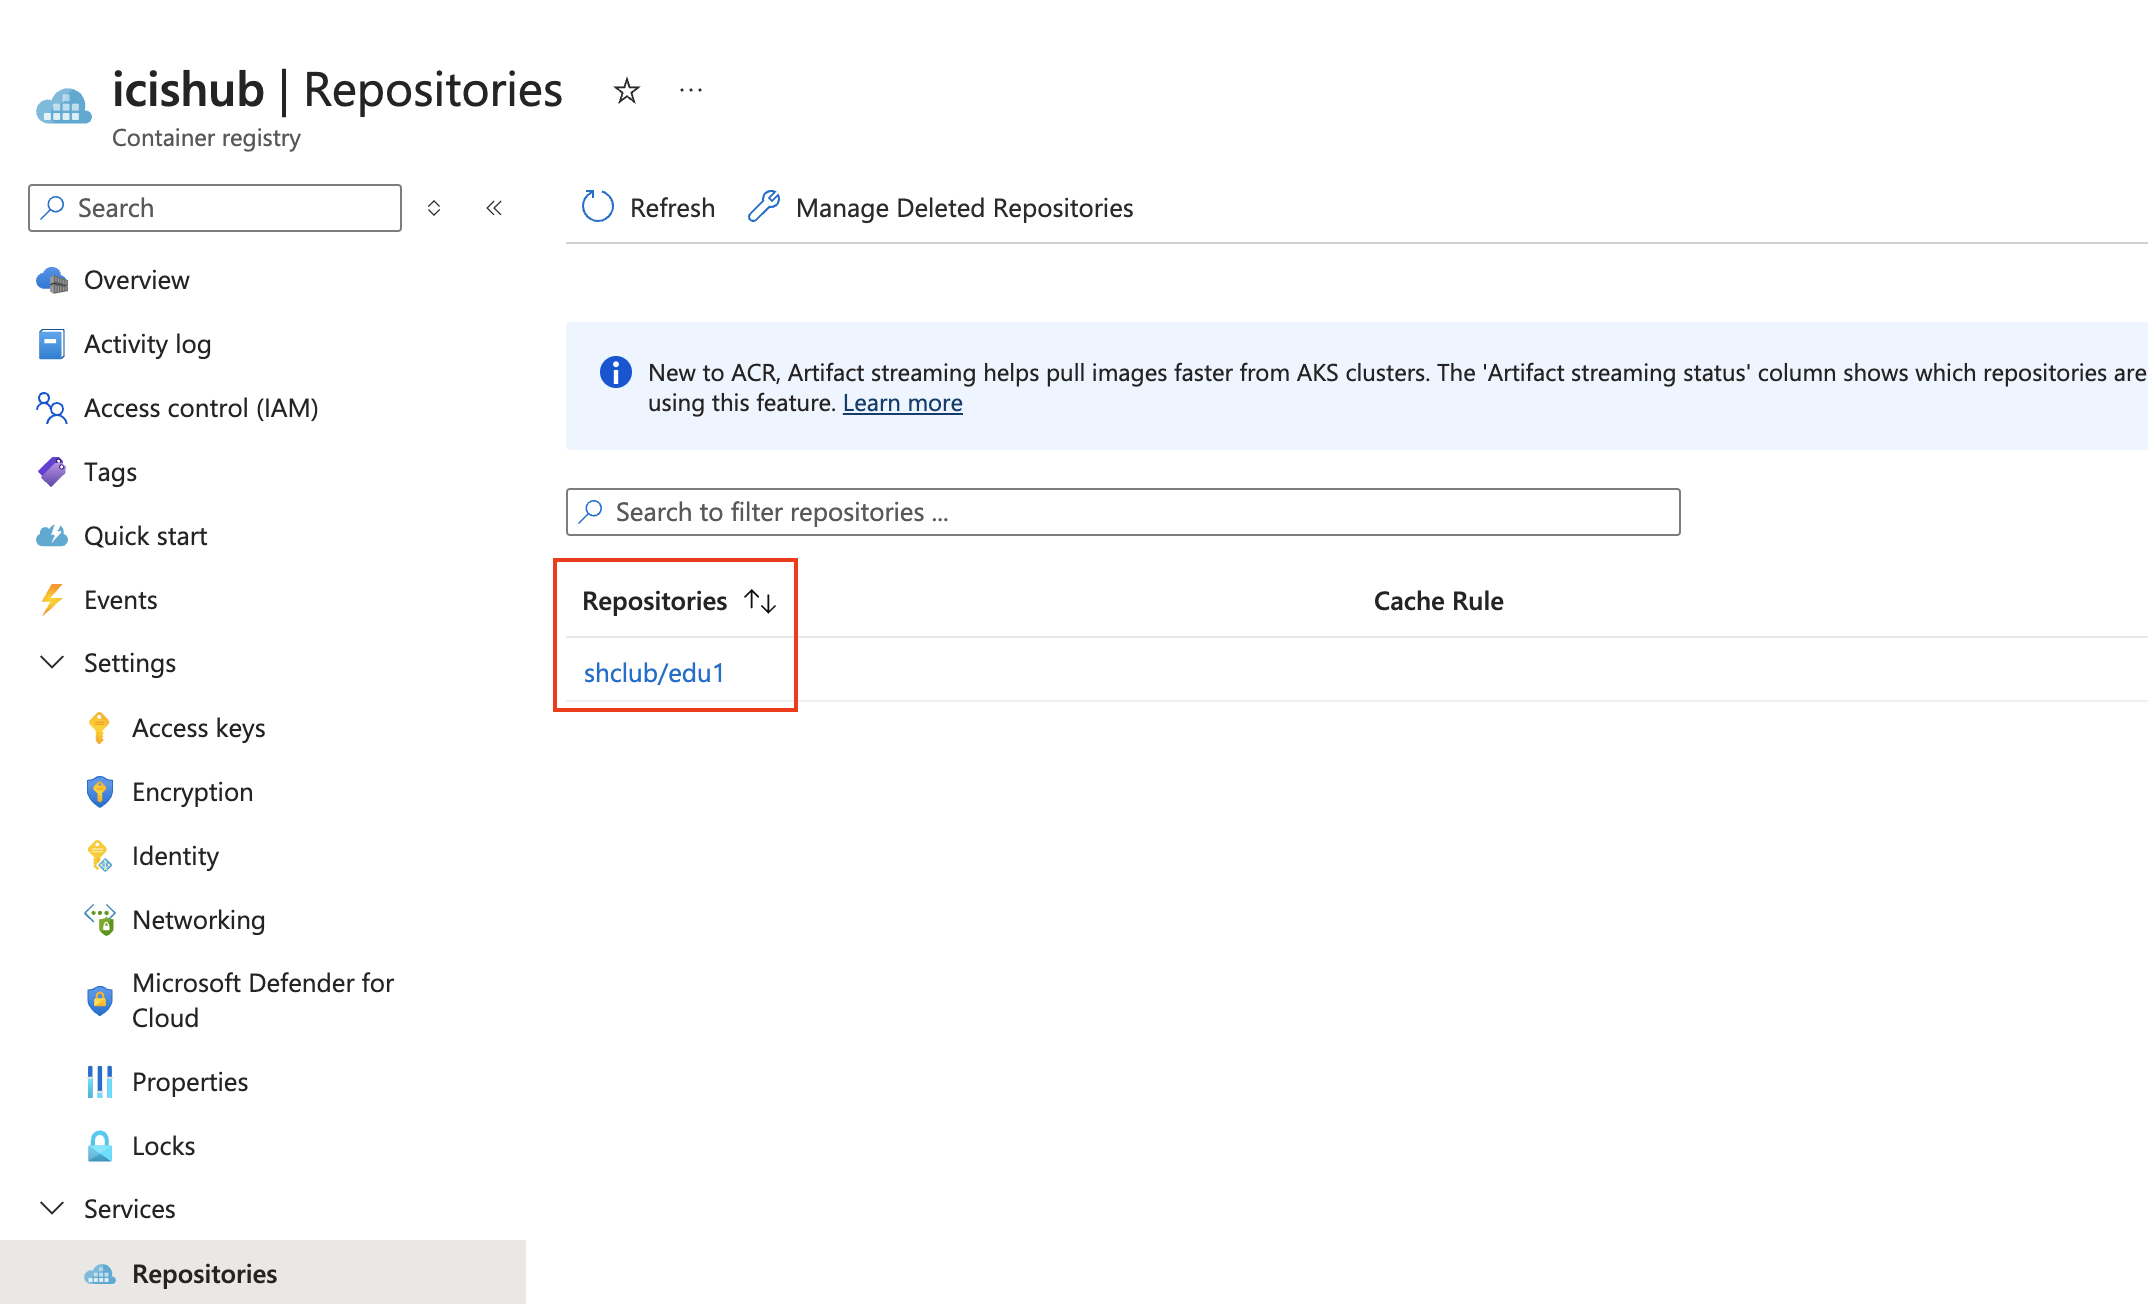 icishub | Repositories
Container registry
Search
Overview
Activity log
Access control (IAM)
Tags
Quick start
Events
Settings
Access keys
Encryption
Identity
Networking
Microsoft Defender for
Cloud
Properties
Locks
Services
Repositories
Refresh
Manage Deleted Repositories
New to ACR, Artifact streaming helps pull images faster from AKS clusters. The 'Artifact streaming status' column shows which repositories are
using this feature. Learn more
Search to filter repositories ...
Repositories
Cache Rule
shclub/edu1